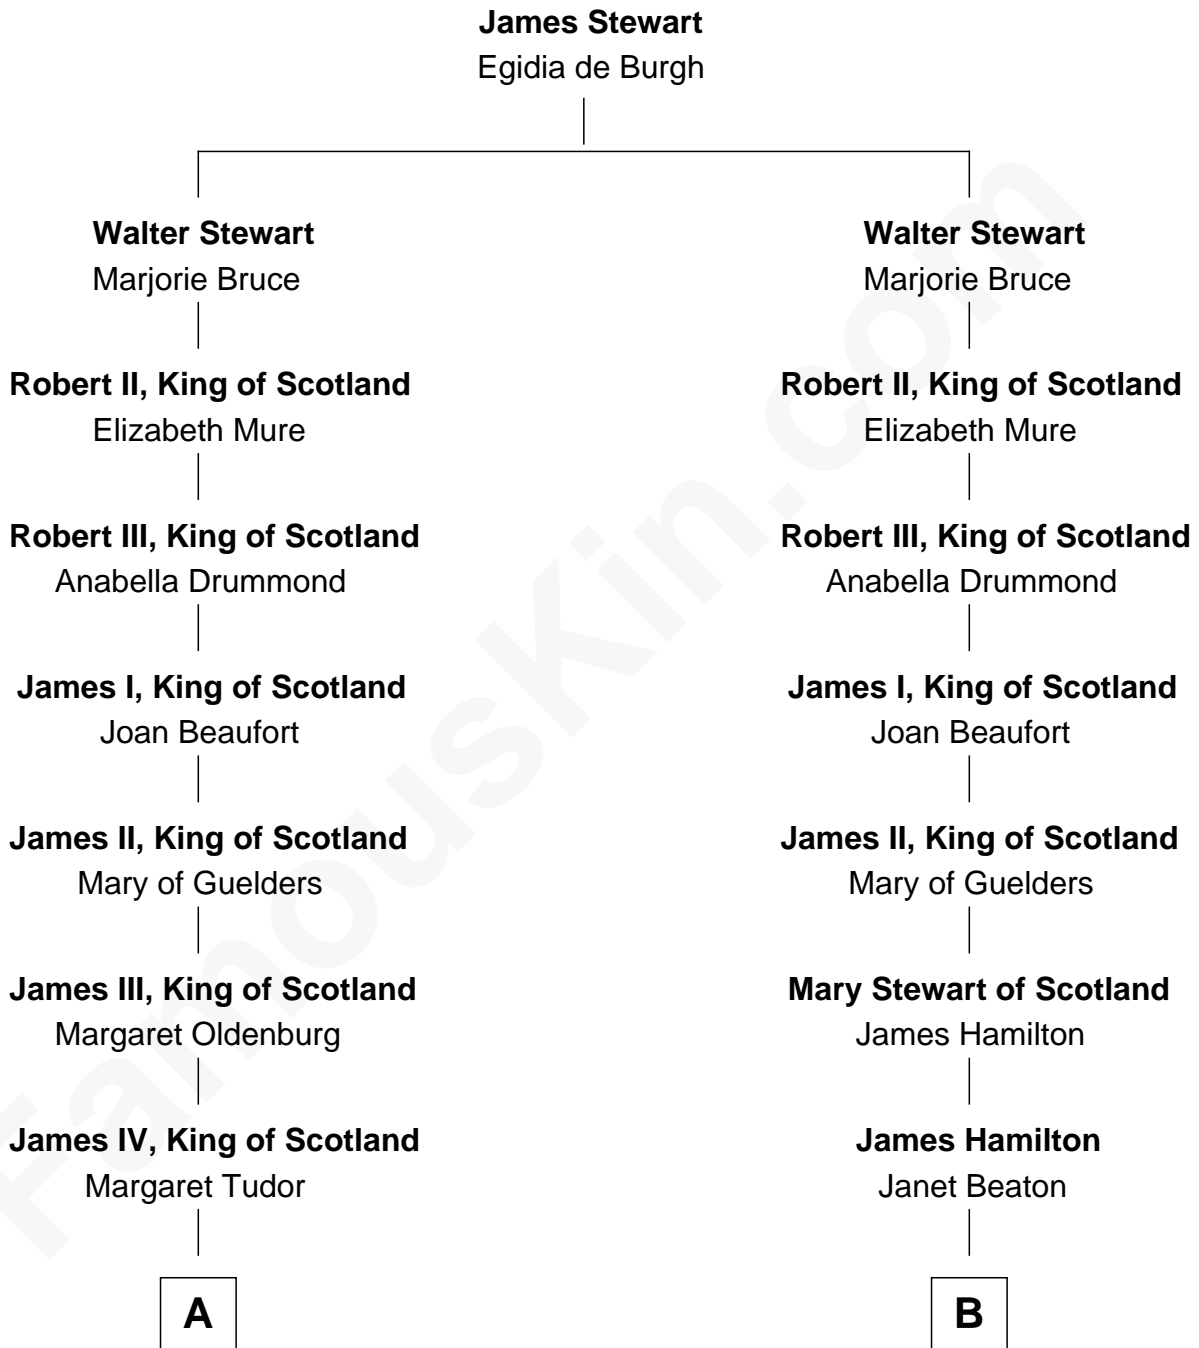 James Stewart
Egidia de Burgh
Walter Stewart
Marjorie Bruce
Robert II, King of Scotland
Elizabeth Mure
Robert III, King of Scotland
Anabella Drummond
James I, King of Scotland
Joan Beaufort
James II, King of Scotland
Mary of Guelders
James III, King of Scotland
Margaret Oldenburg
James IV, King of Scotland
Margaret Tudor
A
Walter Stewart
Marjorie Bruce
Robert II, King of Scotland
Elizabeth Mure
Robert III, King of Scotland
Anabella Drummond
James I, King of Scotland
Joan Beaufort
James II, King of Scotland
Mary of Guelders
Mary Stewart of Scotland
James Hamilton
James Hamilton
Janet Beaton
B
FamousKin.com